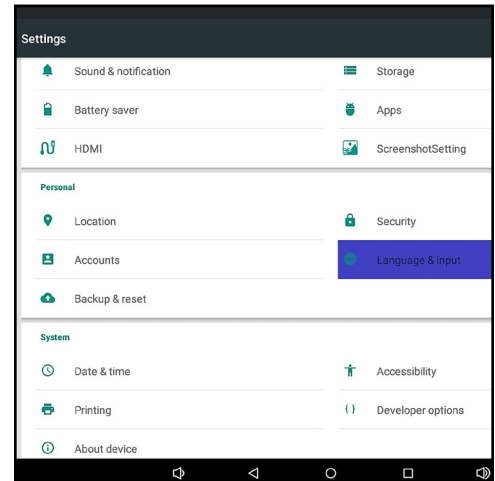 Settings
Sound & notification
Storage
Battery saver
Apps
HDMI
ScreenshotSetting
Personal
Location
Security
Accounts
Language & input
Backup & reset
System
Date & time
Accessibility
Printing
{ } Developer options
About device